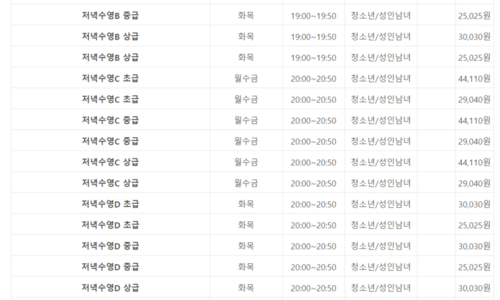 저녁수영B 중급 화목 19:00~19:50 청소년/성인남녀 25,025원
저녁수영B 상급 화목 19:00~19:50 청소년/성인남녀 30,030원
저녁수영B 상급 화목 19:00~19:50 청소년/성인남녀 25,025원
저녁수영C 초급 월수금 20:00~20:50 청소년/성인남녀 44,110원
저녁수영C 초급 월수금 20:00~20:50 청소년/성인남녀 29,040원
저녁수영C 중급 월수금 20:00~20:50 청소년/성인남녀 44,110원
저녁수영C 중급 월수금 20:00~20:50 청소년/성인남녀 29,040원
저녁수영C 상급 월수금 20:00~20:50 청소년/성인남녀 44,110원
저녁수영C 상급 월수금 20:00~20:50 청소년/성인남녀 29,040원
저녁수영D 초급 화목 20:00~20:50 청소년/성인남녀 30,030원
저녁수영D 초급 화목 20:00~20:50 청소년/성인남녀 25,025원
저녁수영D 중급 화목 20:00~20:50 청소년/성인남녀 30,030원
저녁수영D 중급 화목 20:00~20:50 청소년/성인남녀 25,025원
저녁수영D 상급 화목 20:00~20:50 청소년/성인남녀 30,030원